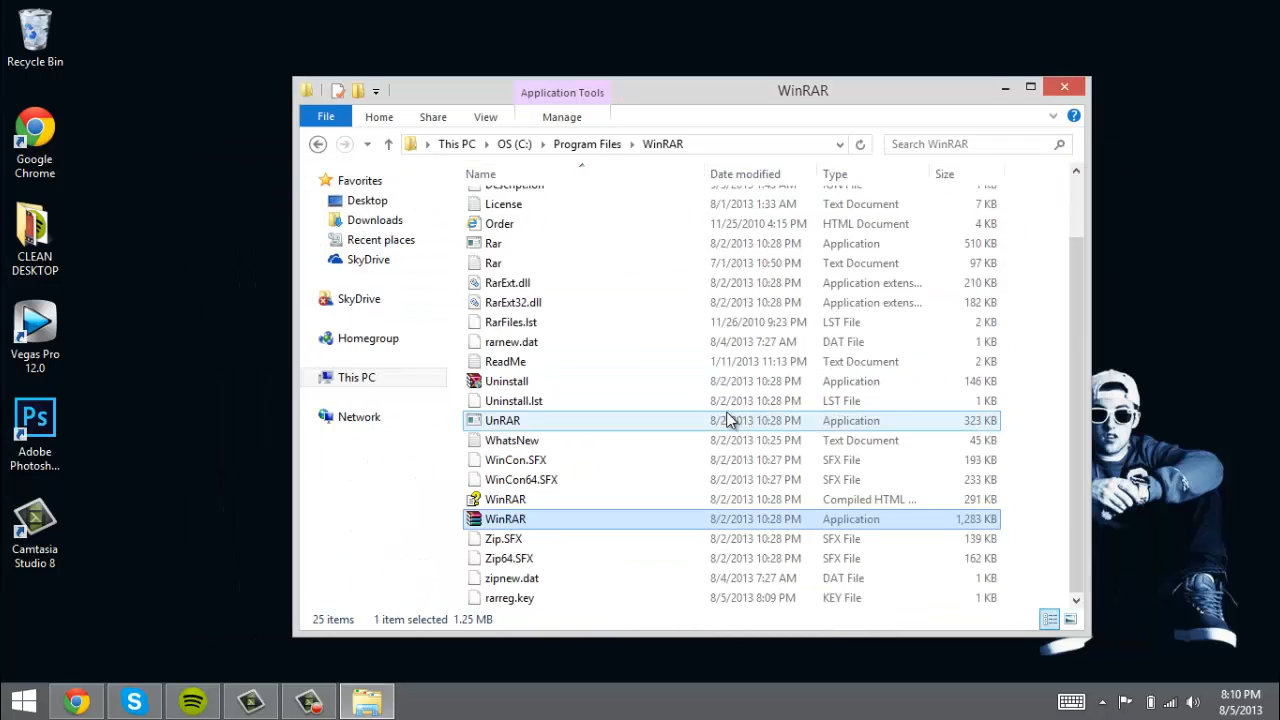 Recycle Bin
Google
Chrome
CLEAN
DESKTOP
Vegas Pro
12.0
Ps
Adobe
Photosh...
Camtasia
Studio 8
Application Tools
WinRAR
File
Home
Share
View
Manage
This PC
OS (C:)
Program Files
WinRAR
Search WinRAR
Favorites
Desktop
Downloads
Recent places
SkyDrive
SkyDrive
Homegroup
This PC
Network
Name Date modified Type Size
License 8/1/2013 1:33 AM Text Document 7 KB
Order 11/25/2010 4:15 PM HTML Document 4 KB
Rar 8/2/2013 10:28 PM Application 510 KB
Rar 7/1/2013 10:50 PM Text Document 97 KB
RarExt.dll 8/2/2013 10:28 PM Application extens... 210 KB
RarExt32.dll 8/2/2013 10:28 PM Application extens... 182 KB
RarFiles.lst 11/26/2010 9:23 PM LST File 2 KB
rarnew.dat 8/4/2013 7:27 AM DAT File 1 KB
ReadMe 1/11/2013 11:13 PM Text Document 2 KB
Uninstall 8/2/2013 10:28 PM Application 146 KB
Uninstall.lst 8/2/2013 10:28 PM LST File 1 KB
UnRAR 10:28 PM Application 323 KB
WhatsNew 8/2/2013 10:25 PM Text Document 45 KB
WinCon.SFX 8/2/2013 10:27 PM SFX File 193 KB
WinCon64.SFX 8/2/2013 10:27 PM SFX File 233 KB
WinRAR 8/2/2013 10:28 PM Compiled HTML ... 291 KB
WinRAR 8/2/2013 10:28 PM Application 1,283 KB
Zip.SFX 8/2/2013 10:28 PM SFX File 139 KB
Zip64.SFX 8/2/2013 10:28 PM SFX File 162 KB
zipnew.dat 8/4/2013 7:27 AM DAT File 1 KB
rarreg.key 8/5/2013 8:09 PM KEY File 1 KB
25 items 1 item selected 1.25 MB
8:10 PM
8/5/2013